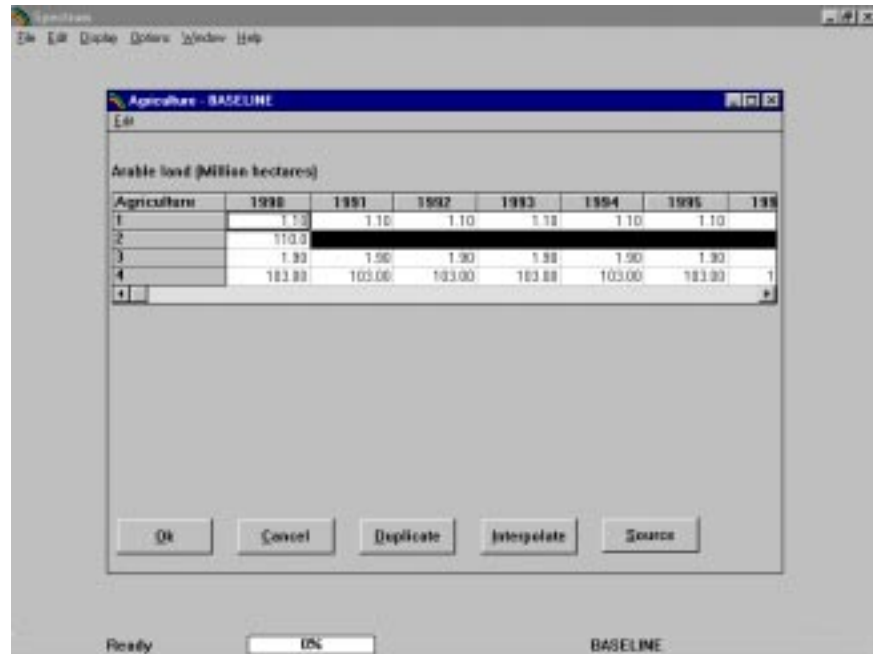 Spectrum
File Edit Display Options Window Help
Agriculture - BASELINE
Edit
Arable land (Million hectares)
Agriculture 1990 1991 1992 1993 1994 1995 199
1 1.10 1.10 1.10 1.10 1.10 1.10
2 110.0
3 1.90 1.90 1.90 1.90 1.90 1.90
4 103.00 103.00 103.00 103.00 103.00 103.00 1
Ok Cancel Duplicate Interpolate Source
Ready 0% BASELINE